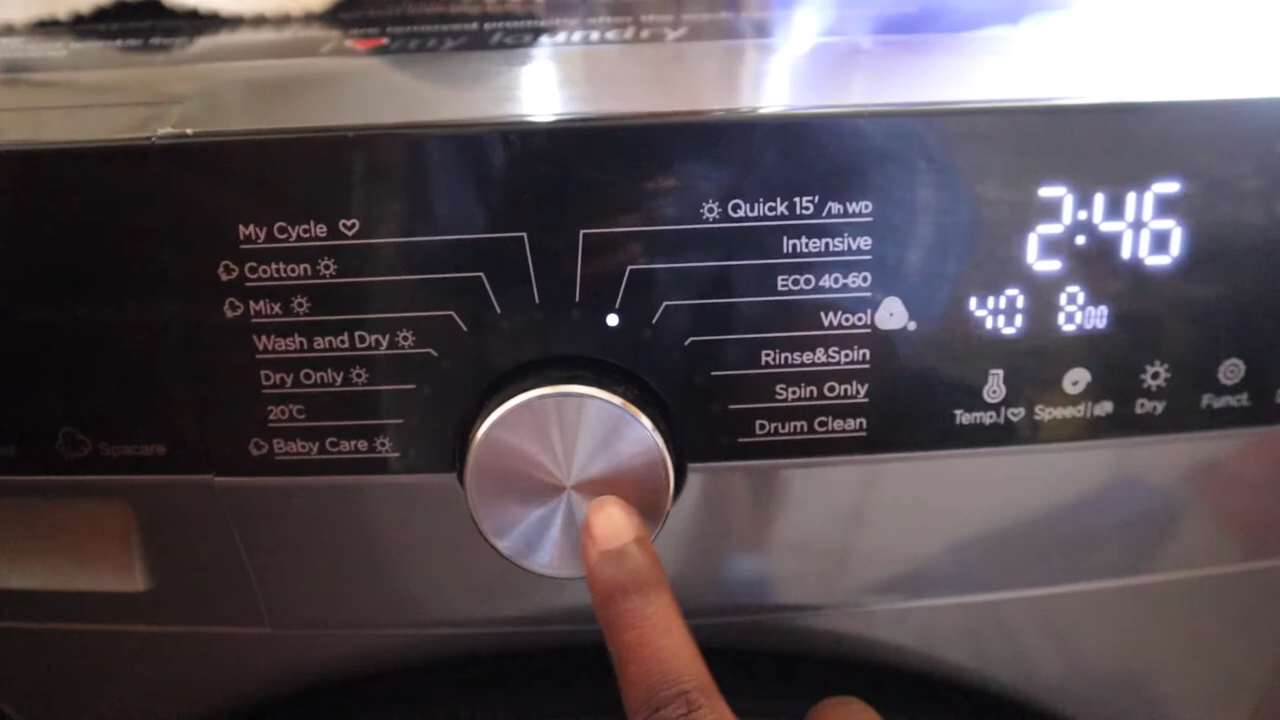 my laundry
My Cycle
Cotton
Mix
Wash and Dry
Dry Only
20°C
Baby Care
Spacare
Quick 15' /1h WD
Intensive
ECO 40-60
Wool
Rinse&Spin
Spin Only
Drum Clean
2:46
40 800
Temp.| Speed| Dry Funct.